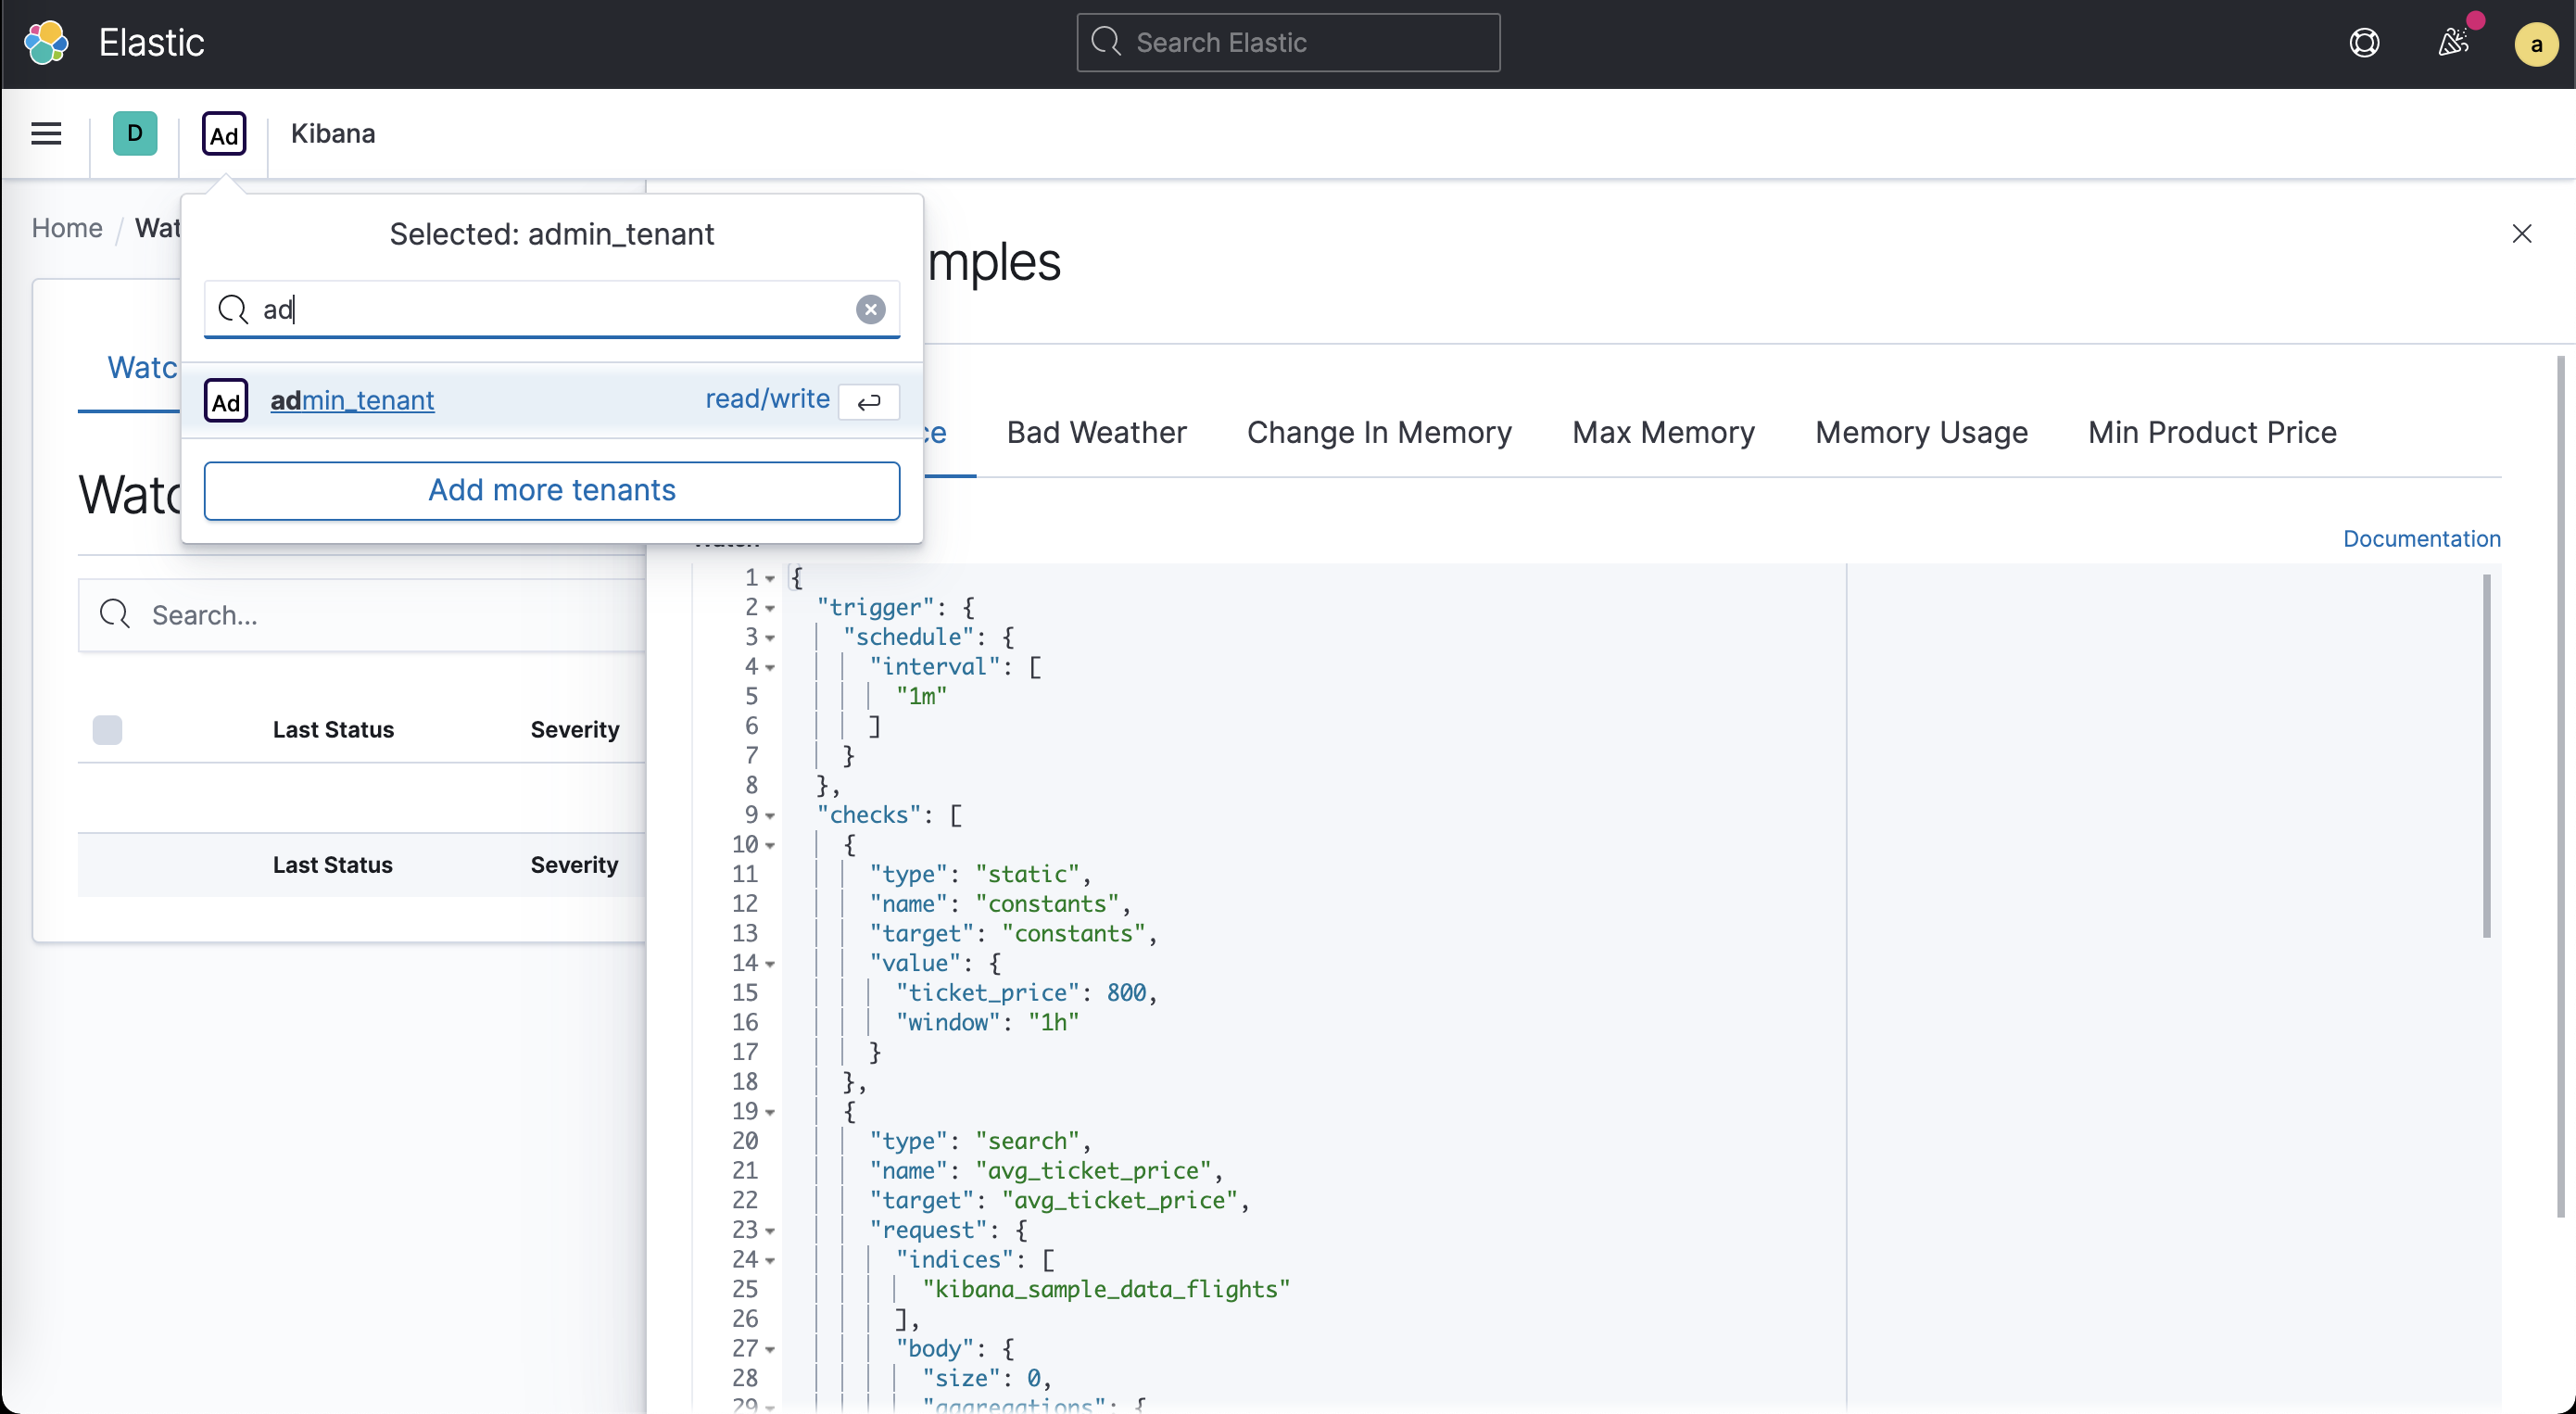 Elastic
Search Elastic
a
D
Ad
Kibana
Home / Wat
Selected: admin_tenant
mples
ad
Watc
Ad admin_tenant read/write
ce
Bad Weather
Change In Memory
Max Memory
Memory Usage
Min Product Price
Watc
Add more tenants
Documentation
Search...
Last Status Severity
Last Status Severity
1 {
2 "trigger": {
3 "schedule": {
4 "interval": [
5 "1m"
6 ]
7 }
8 },
9 "checks": [
10 {
11 "type": "static",
12 "name": "constants",
13 "target": "constants",
14 "value": {
15 "ticket_price": 800,
16 "window": "1h"
17 }
18 },
19 {
20 "type": "search",
21 "name": "avg_ticket_price",
22 "target": "avg_ticket_price",
23 "request": {
24 "indices": [
25 "kibana_sample_data_flights"
26 ],
27 "body": {
28 "size": 0,
29 "aggregations": {